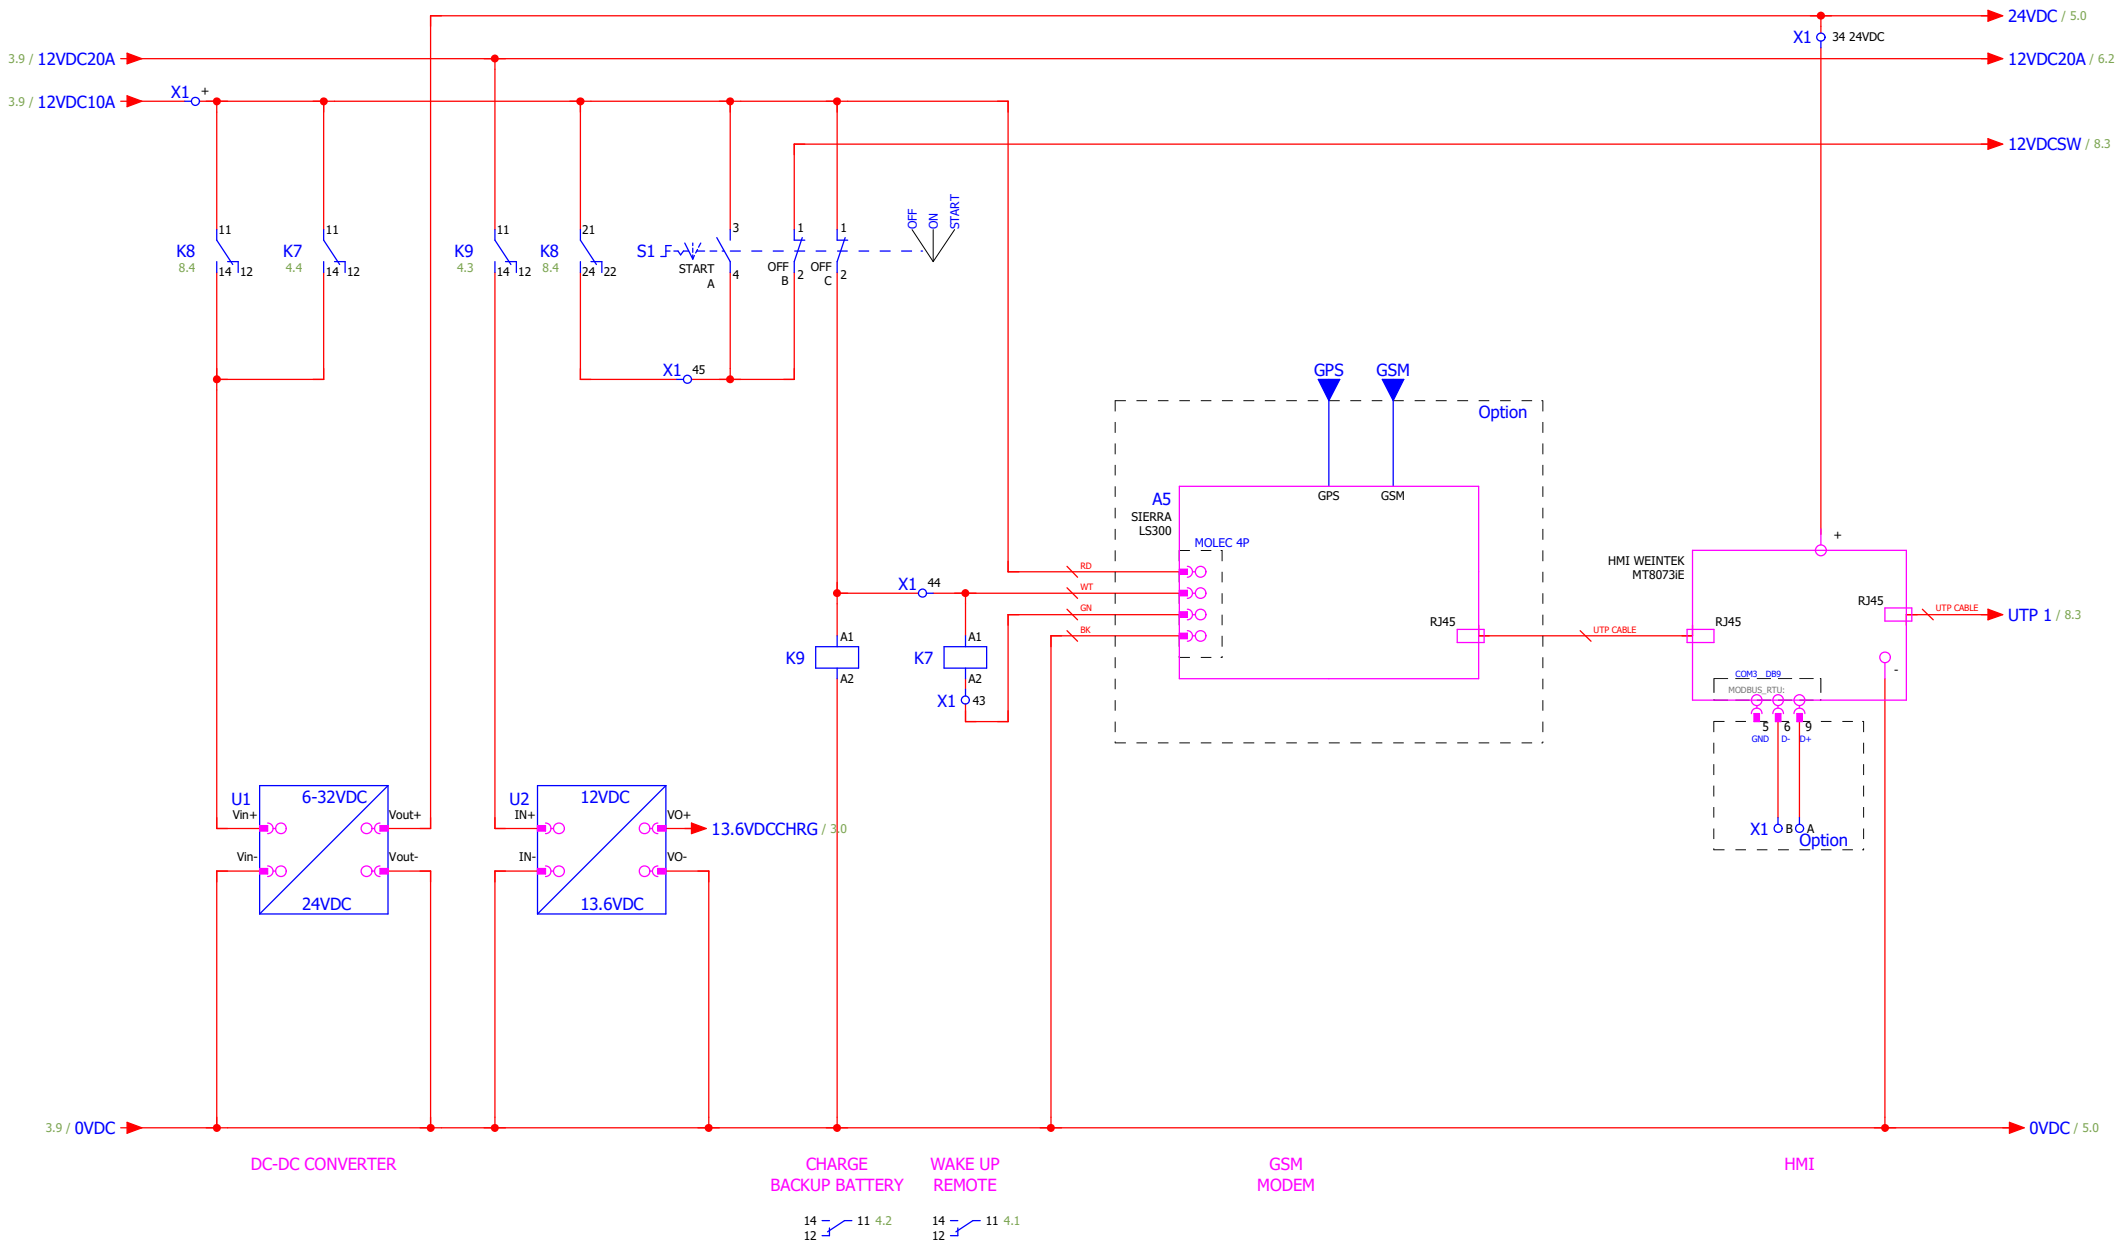 24VDC / 5.0
X1 34 24VDC
3.9 / 12VDC20A
12VDC20A / 6.2
3.9 / 12VDC10A
X1 +
12VDCSW / 8.3
OFF
ON
START
11
K8
8.4
14 12
11
K7
4.4
14 12
11
K9
4.3
14 12
21
K8
8.4
24 22
S1
3
START
A
4
1
OFF
B
2
1
OFF
C
2
X1 45
GPS
GSM
Option
A5
SIERRA
LS300
GPS
GSM
MOLEC 4P
RD
X1 44
WT
GN
BK
RJ45
UTP CABLE
HMI WEINTEK
MT8073iE
+
RJ45
UTP CABLE
UTP 1 / 8.3
RJ45
-
A1
K9
A2
A1
K7
A2
X1 43
COM3_DB9
MODBUS_RTU:
5 6 9
GND D- D+
X1 B A
Option
U1
Vin+
6-32VDC
Vout+
Vin-
Vout-
24VDC
U2
IN+
12VDC
VO+
13.6VDCCHRG / 3.0
IN-
VO-
13.6VDC
3.9 / 0VDC
0VDC / 5.0
DC-DC CONVERTER
CHARGE
BACKUP BATTERY
WAKE UP
REMOTE
GSM
MODEM
HMI
14 11 4.2
12
14 11 4.1
12